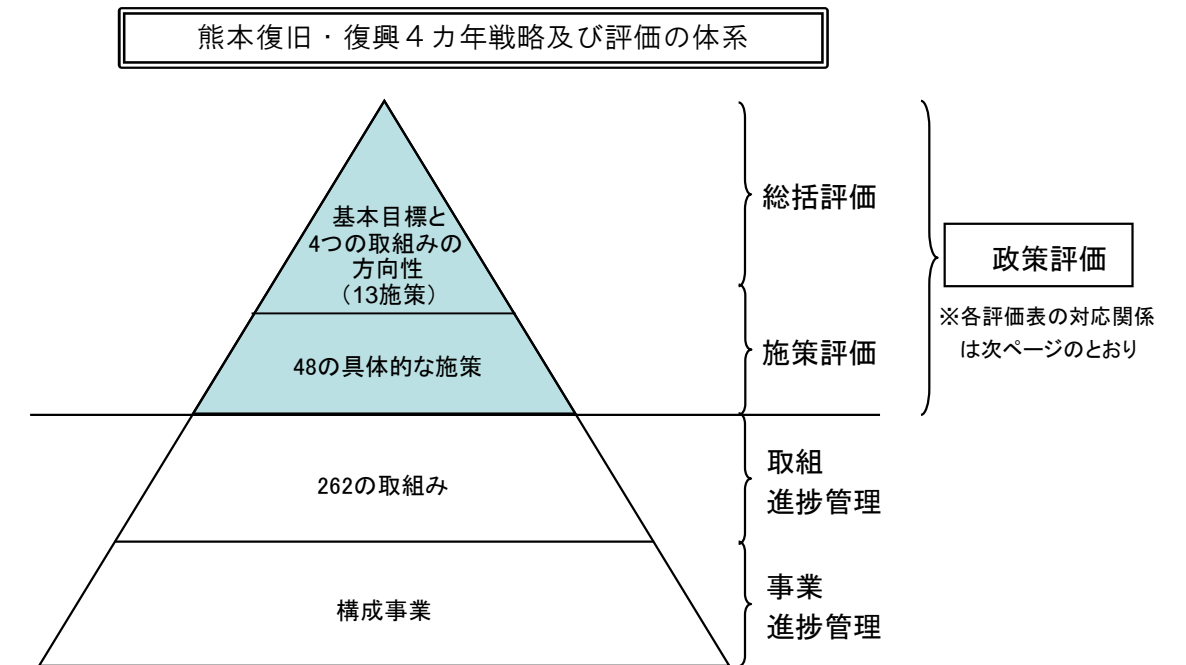 熊本復旧・復興４カ年戦略及び評価の体系
基本目標と
4つの取組みの
方向性
（13施策）
総括評価
政策評価
※各評価表の対応関係
は次ページのとおり
48の具体的な施策
施策評価
262の取組み
取組
進捗管理
構成事業
事業
進捗管理